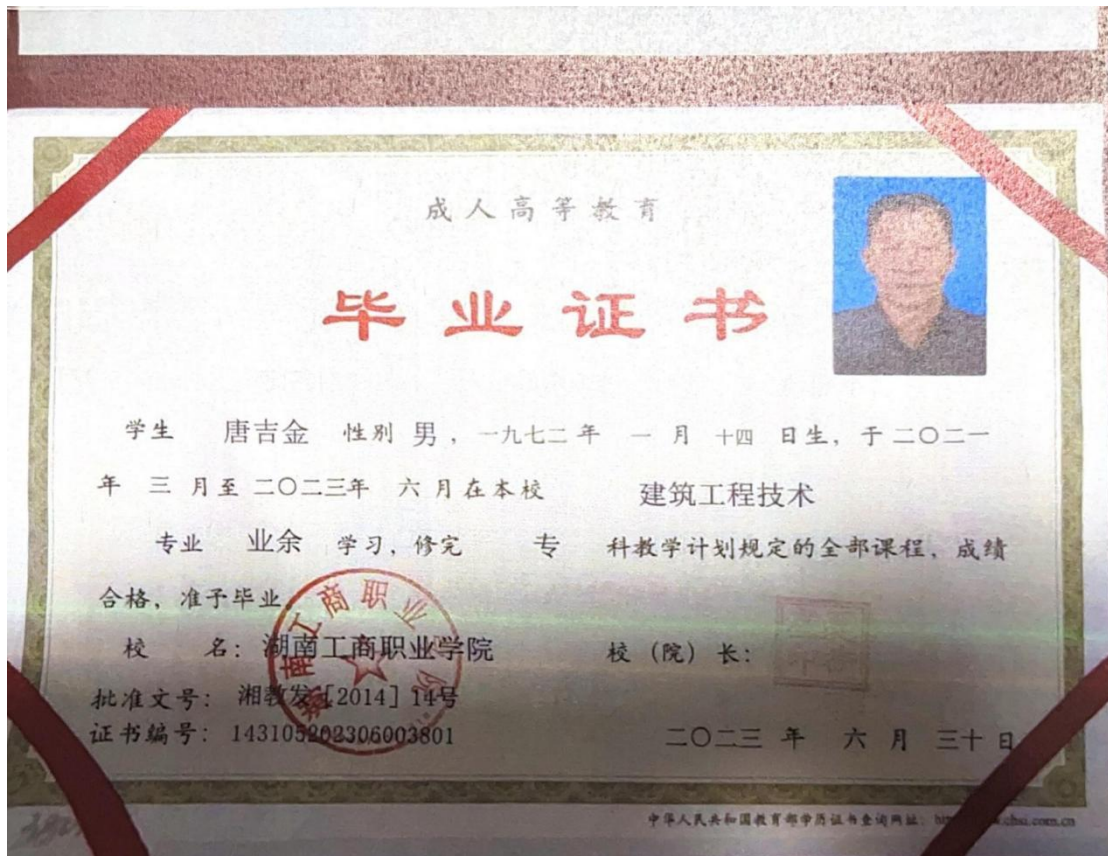 成人高等教育
毕业证书
学生 唐吉金 性别 男，一九七二年 一 月 十四 日生，于二〇二一
年 三 月至二〇二三年 六 月在本校 建筑工程技术
专业 业余 学习，修完 专 科教学计划规定的全部课程，成绩
合格，准予毕业。
校 名：湖南工商职业学院 校（院）长：
批准文号：湘教发［2014］14号
证书编号：143105202306003801
二〇二三 年 六 月 三十 日
中华人民共和国教育部学历证书查询网址：chsi.com.cn